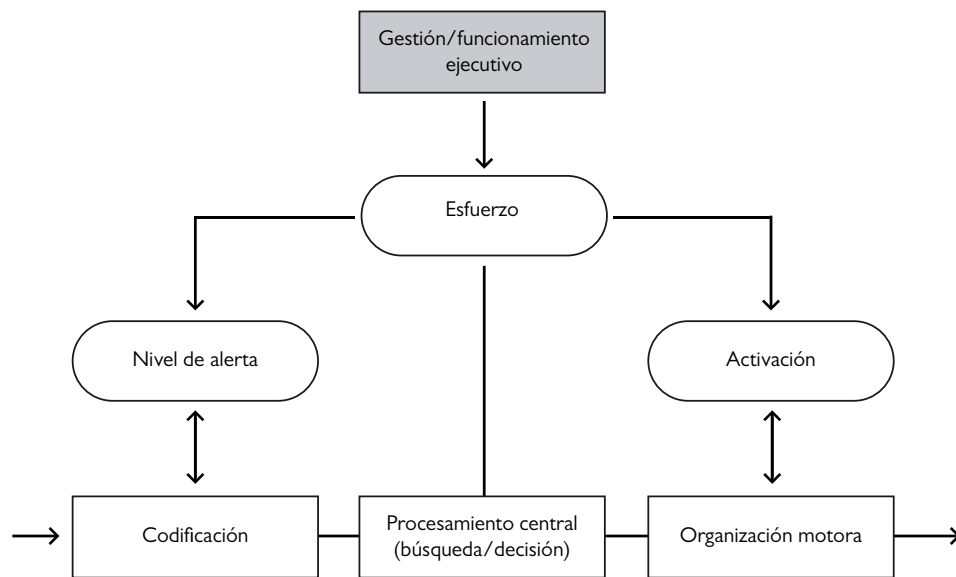 Gestión/funcionamiento
ejecutivo
Esfuerzo
Nivel de alerta
Activación
Codificación
Procesamiento central
(búsqueda/decisión)
Organización motora